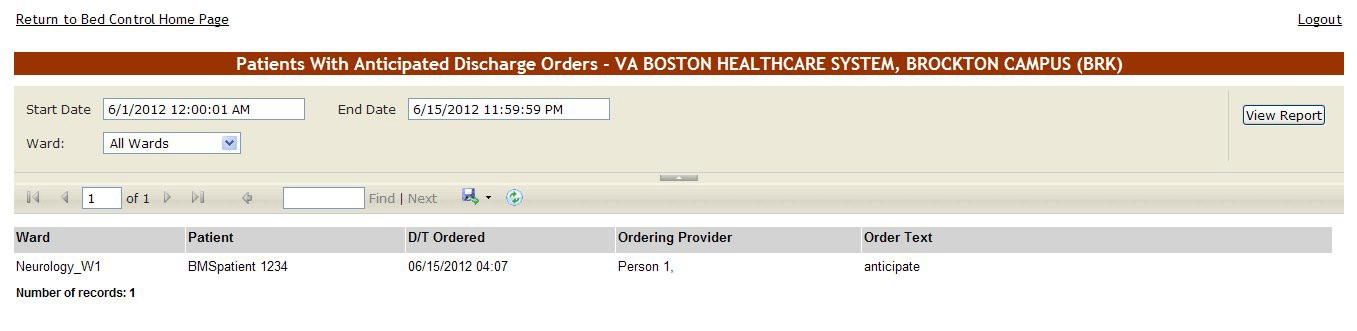 Return to Bed Control Home Page Logout
Patients With Anticipated Discharge Orders - VA BOSTON HEALTHCARE SYSTEM, BROCKTON CAMPUS (BRK)
Start Date 6/1/2012 12:00:01 AM End Date 6/15/2012 11:59:59 PM View Report
Ward: All Wards
1 of 1 Find | Next
Ward Patient D/T Ordered Ordering Provider Order Text
Neurology_W1 BMSpatient 1234 06/15/2012 04:07 Person 1, anticipate
Number of records: 1